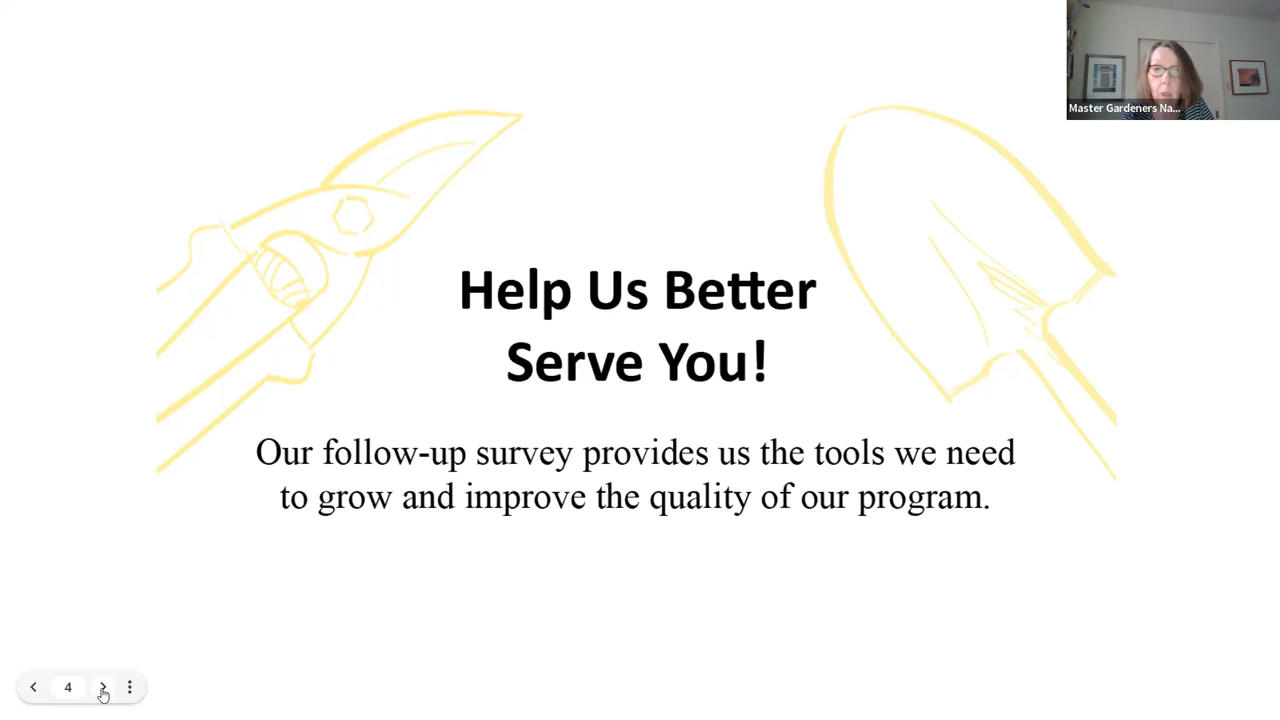 Master Gardeners Na...
Help Us Better
Serve You!
Our follow-up survey provides us the tools we need
to grow and improve the quality of our program.
4